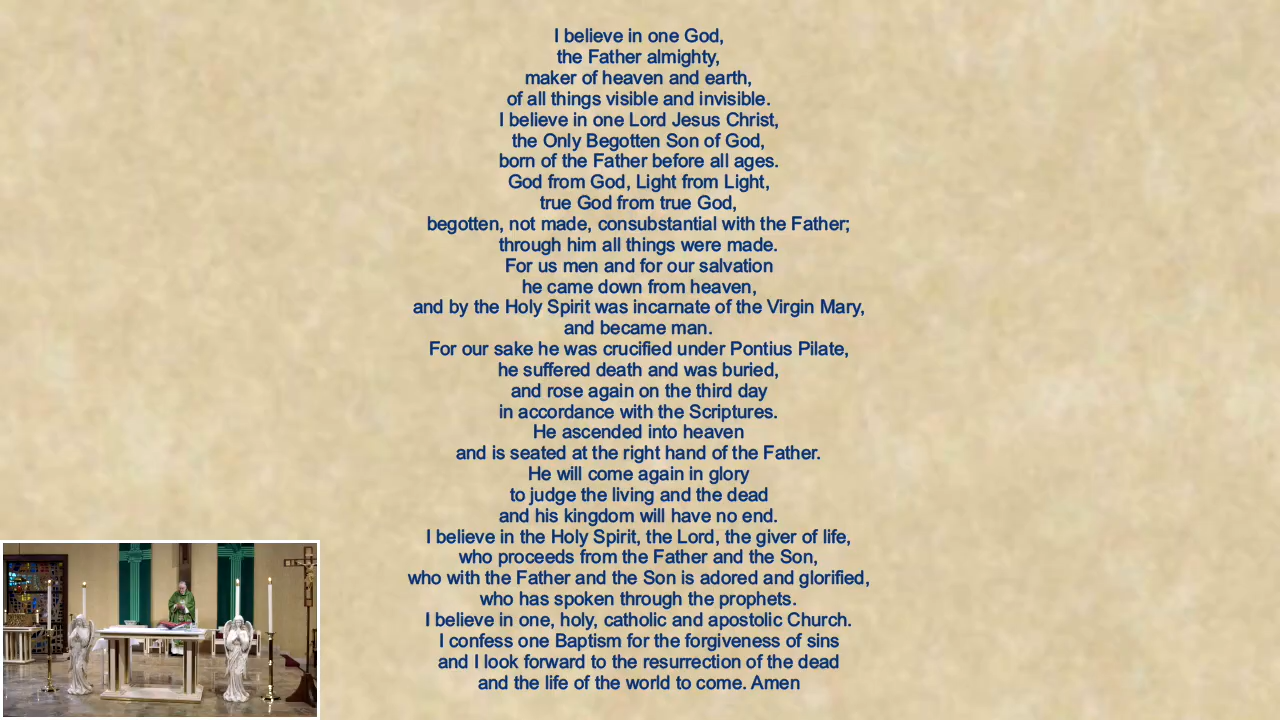 I believe in one God,
the Father almighty,
maker of heaven and earth,
of all things visible and invisible.
I believe in one Lord Jesus Christ,
the Only Begotten Son of God,
born of the Father before all ages.
God from God, Light from Light,
true God from true God,
begotten, not made, consubstantial with the Father;
through him all things were made.
For us men and for our salvation
he came down from heaven,
and by the Holy Spirit was incarnate of the Virgin Mary,
and became man.
For our sake he was crucified under Pontius Pilate,
he suffered death and was buried,
and rose again on the third day
in accordance with the Scriptures.
He ascended into heaven
and is seated at the right hand of the Father.
He will come again in glory
to judge the living and the dead
and his kingdom will have no end.
I believe in the Holy Spirit, the Lord, the giver of life,
who proceeds from the Father and the Son,
who with the Father and the Son is adored and glorified,
who has spoken through the prophets.
I believe in one, holy, catholic and apostolic Church.
I confess one Baptism for the forgiveness of sins
and I look forward to the resurrection of the dead
and the life of the world to come. Amen